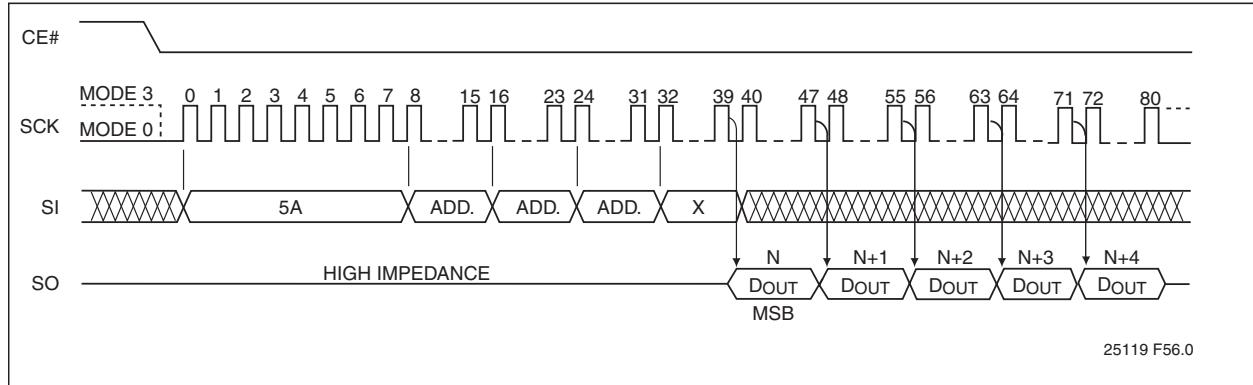 CE#
MODE 3
0 1 2 3 4 5 6 7 8 15 16 23 24 31 32 39 40 47 48 55 56 63 64 71 72 80
SCK
MODE 0
SI
5A ADD. ADD. ADD. X
N N+1 N+2 N+3 N+4
HIGH IMPEDANCE
SO
DOUT DOUT DOUT DOUT DOUT
MSB
25119 F56.0